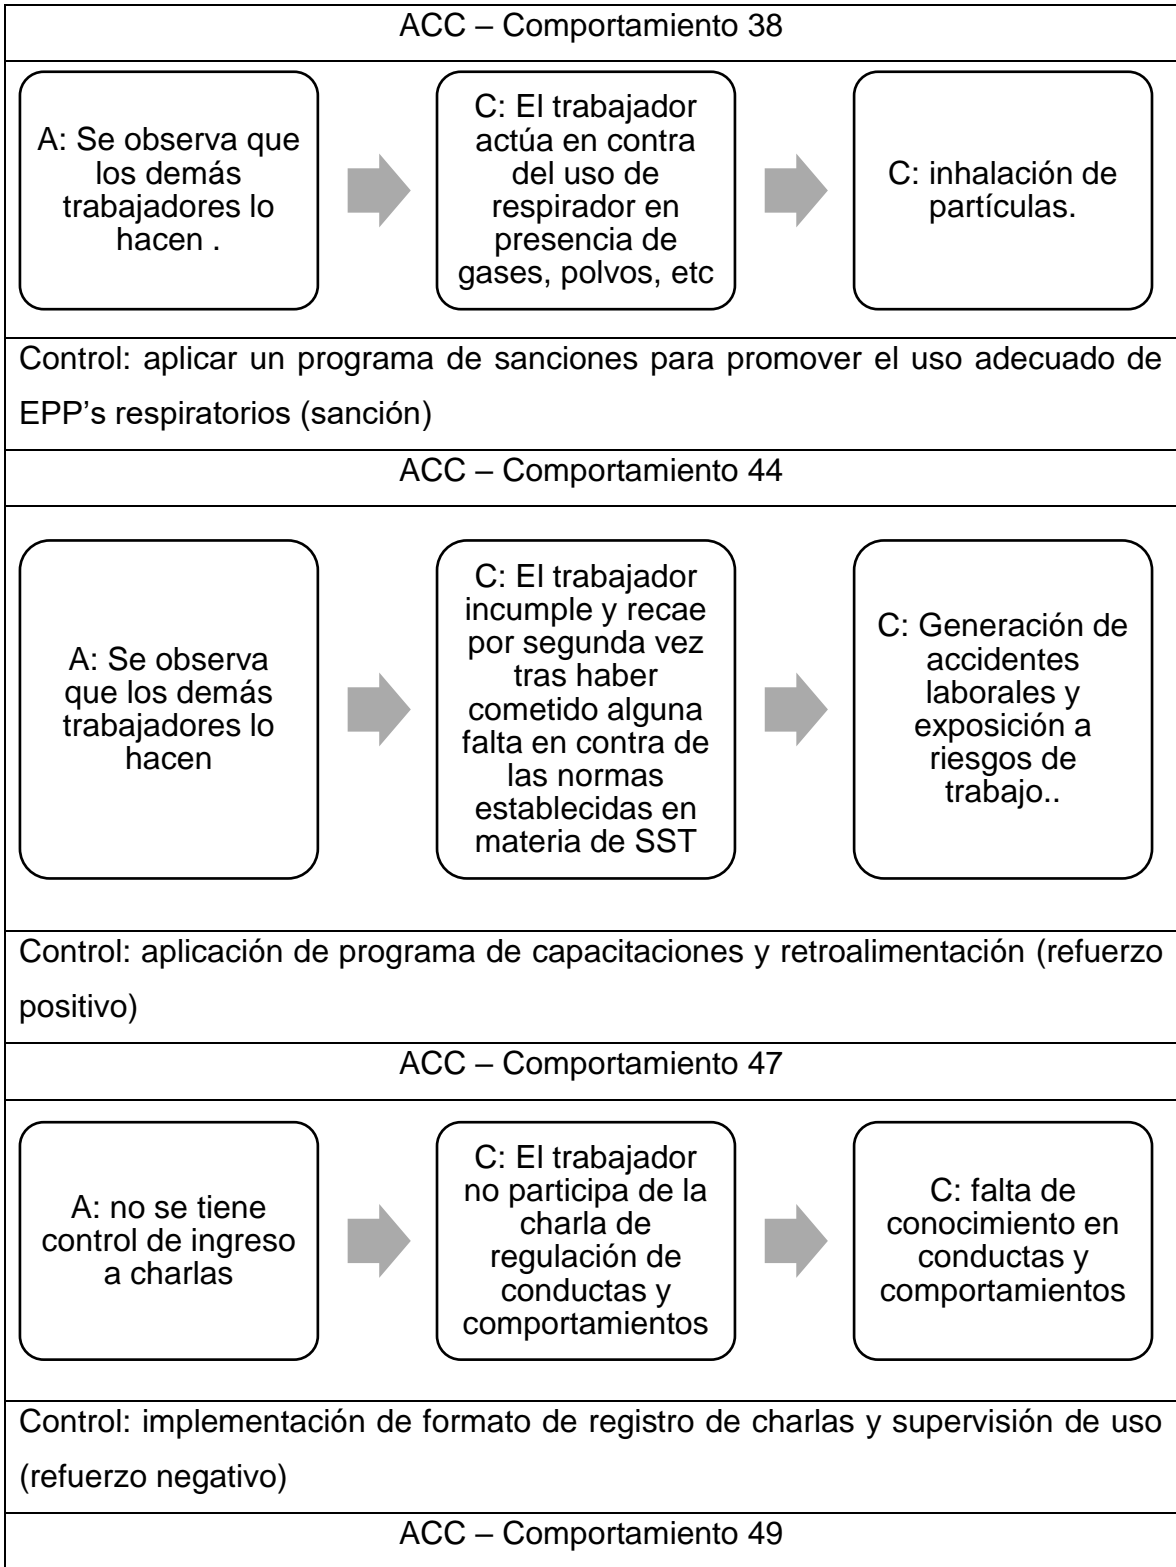 ACC – Comportamiento 38
A: Se observa que
los demás
trabajadores lo
hacen .
C: El trabajador
actúa en contra
del uso de
respirador en
presencia de
gases, polvos, etc
C: inhalación de
partículas.
Control: aplicar un programa de sanciones para promover el uso adecuado de
EPP’s respiratorios (sanción)
ACC – Comportamiento 44
A: Se observa
que los demás
trabajadores lo
hacen
C: El trabajador
incumple y recae
por segunda vez
tras haber
cometido alguna
falta en contra de
las normas
establecidas en
materia de SST
C: Generación de
accidentes
laborales y
exposición a
riesgos de
trabajo..
Control: aplicación de programa de capacitaciones y retroalimentación (refuerzo
positivo)
ACC – Comportamiento 47
A: no se tiene
control de ingreso
a charlas
C: El trabajador
no participa de la
charla de
regulación de
conductas y
comportamientos
C: falta de
conocimiento en
conductas y
comportamientos
Control: implementación de formato de registro de charlas y supervisión de uso
(refuerzo negativo)
ACC – Comportamiento 49